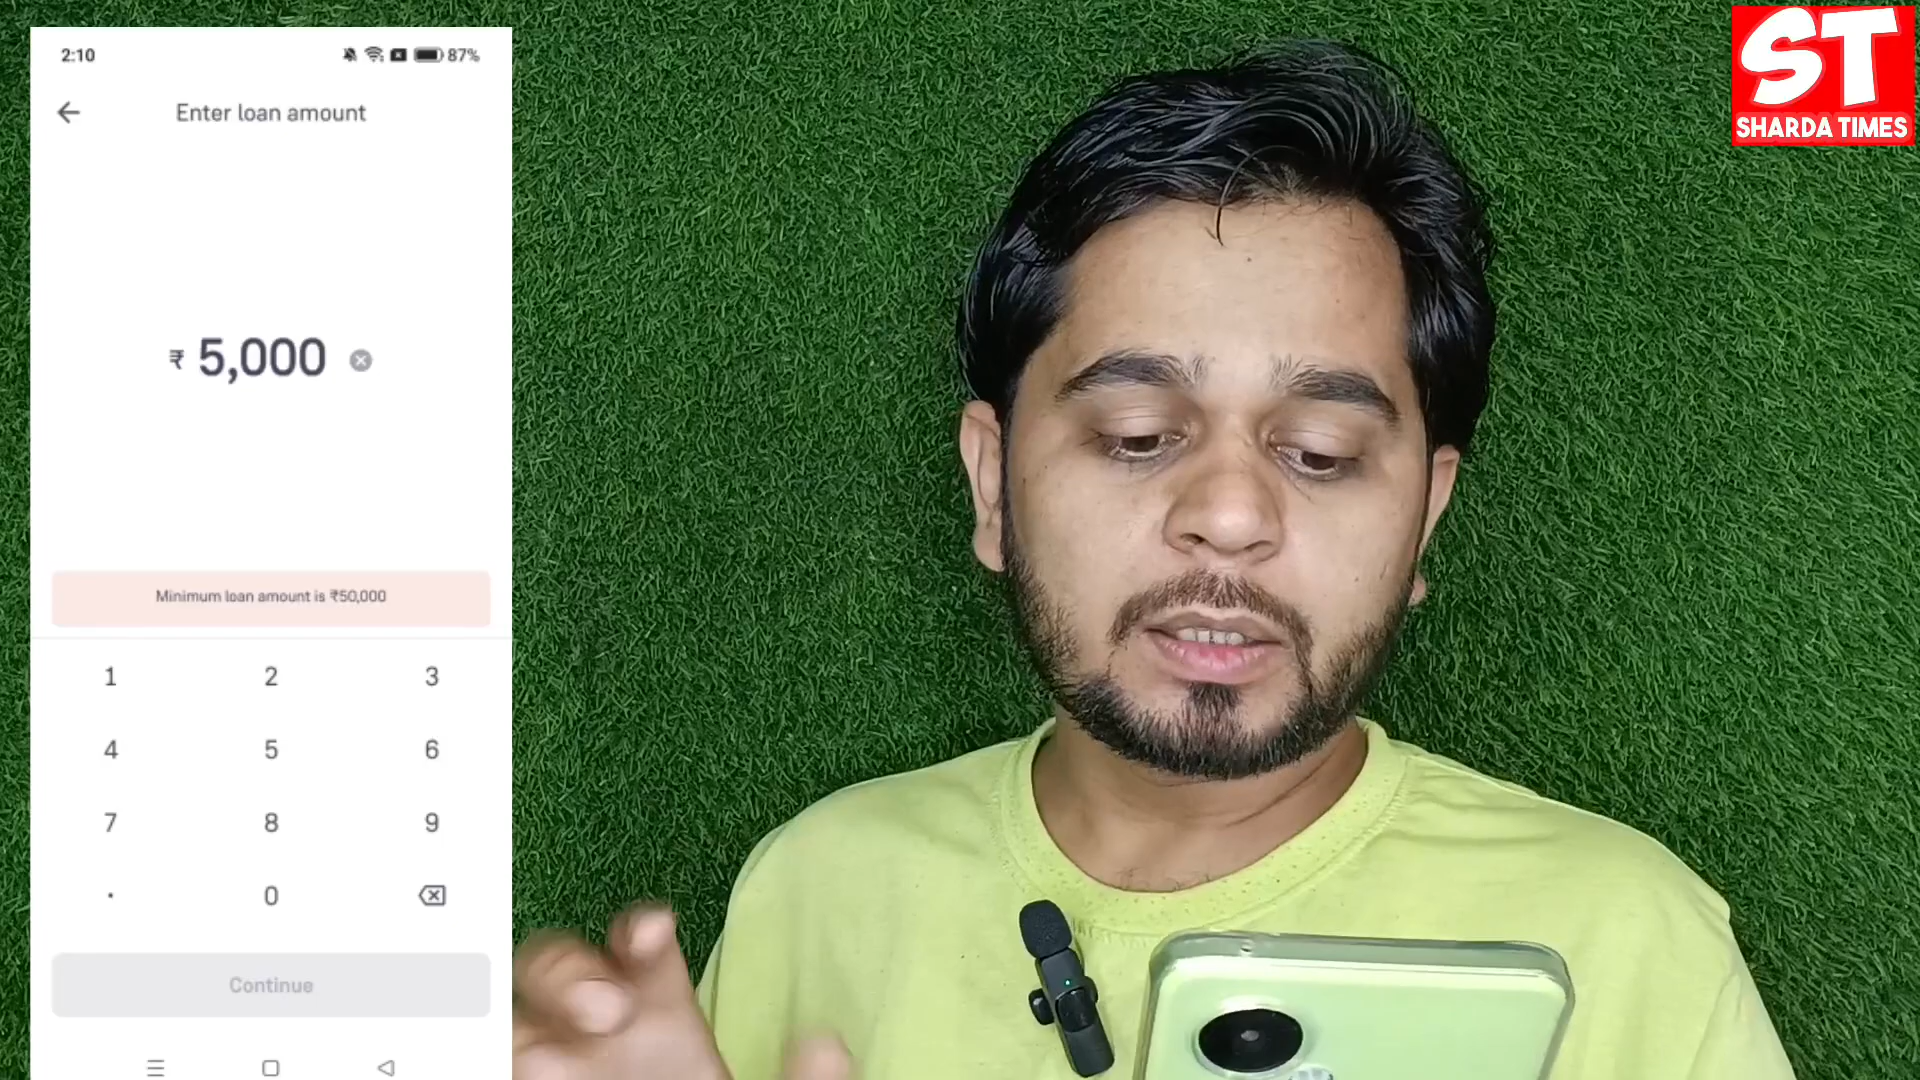 2:10
87%
Enter loan amount
₹ 5,000
Minimum loan amount is ₹50,000
1 2 3
4 5 6
7 8 9
. 0
Continue
ST
SHARDA TIMES